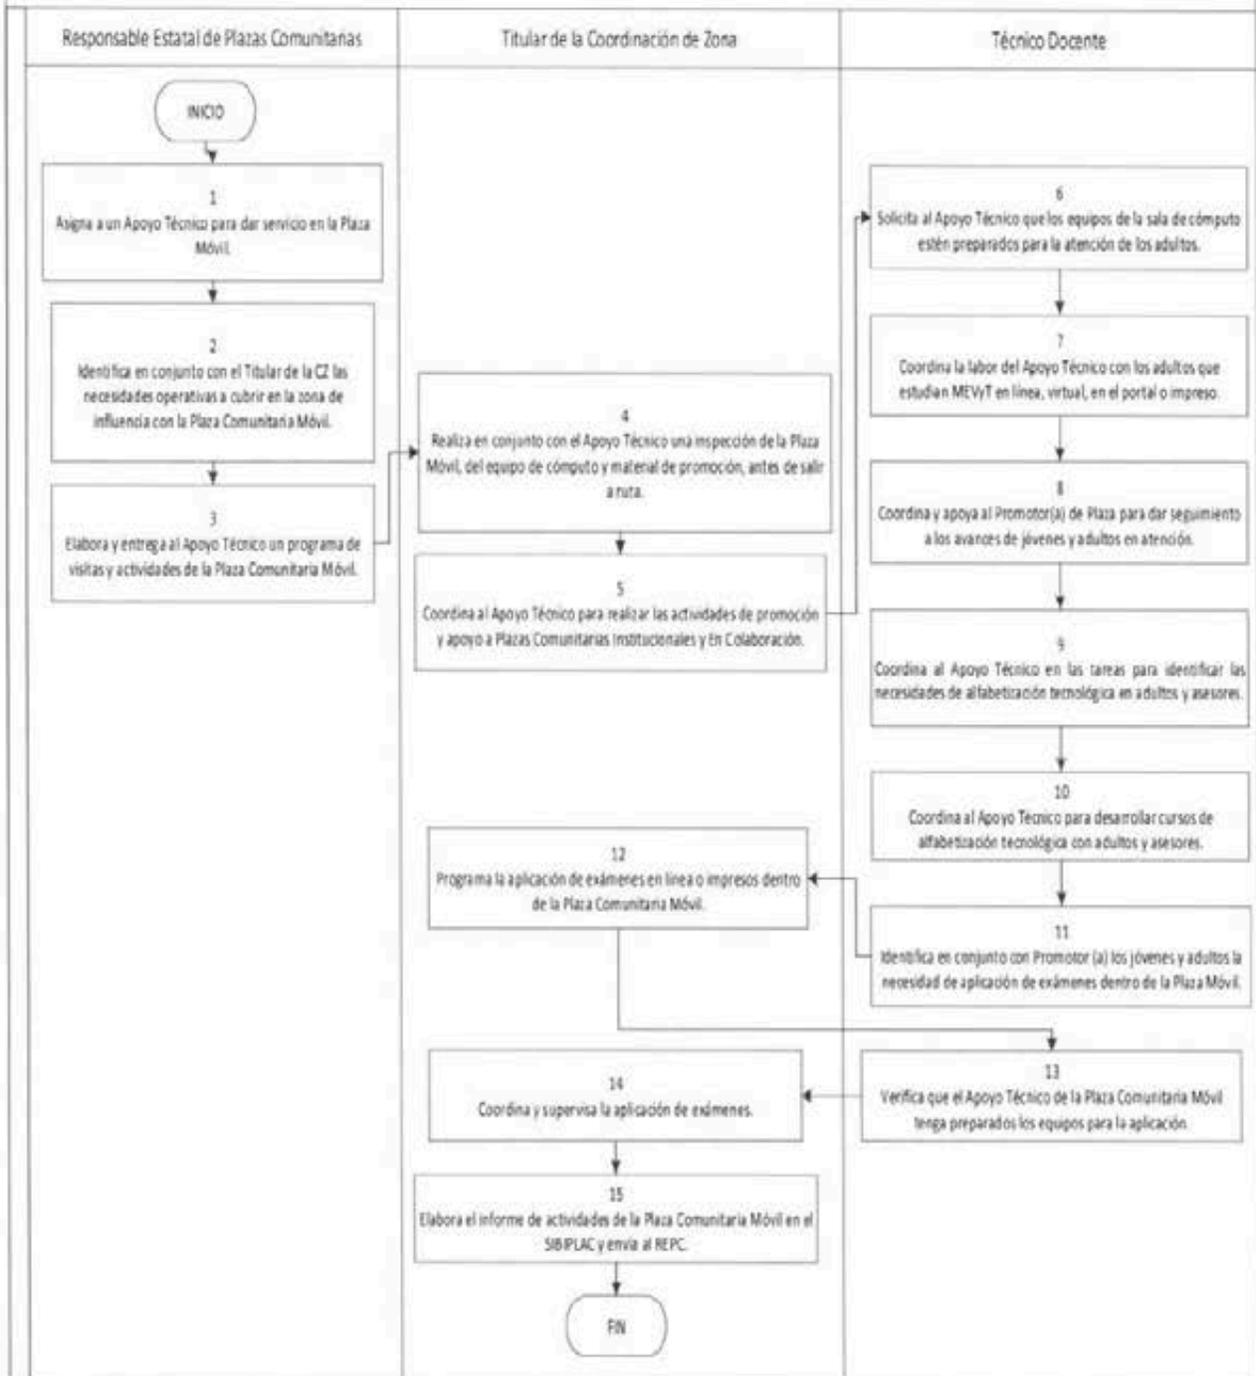 Responsable Estatal de Plazas Comunitarias
Titular de la Coordinación de Zona
Técnico Docente
INICIO
1
Asigna a un Apoyo Técnico para dar servicio en la Plaza
Móvil.
2
Identifica en conjunto con el Titular de la CZ las
necesidades operativas a cubrir en la zona de
influencia con la Plaza Comunitaria Móvil.
3
Elabora y entrega al Apoyo Técnico un programa de
visitas y actividades de la Plaza Comunitaria Móvil.
4
Realiza en conjunto con el Apoyo Técnico una inspección de la Plaza
Móvil, del equipo de cómputo y material de promoción, antes de salir
a ruta.
5
Coordina al Apoyo Técnico para realizar las actividades de promoción
y apoyo a Plazas Comunitarias Institucionales y En Colaboración.
6
Solicita al Apoyo Técnico que los equipos de la sala de cómputo
estén preparados para la atención de los adultos.
7
Coordina la labor del Apoyo Técnico con los adultos que
estudian MEVyT en línea, virtual, en el portal o impreso.
8
Coordina y apoya al Promotor(a) de Plaza para dar seguimiento
a los avances de jóvenes y adultos en atención.
9
Coordina al Apoyo Técnico en las tareas para identificar las
necesidades de alfabetización tecnológica en adultos y asesores.
10
Coordina al Apoyo Técnico para desarrollar cursos de
alfabetización tecnológica con adultos y asesores.
11
Identifica en conjunto con Promotor (a) los jóvenes y adultos la
necesidad de aplicación de exámenes dentro de la Plaza Móvil.
12
Programa la aplicación de exámenes en línea o impresos dentro
de la Plaza Comunitaria Móvil.
13
Verifica que el Apoyo Técnico de la Plaza Comunitaria Móvil
tenga preparados los equipos para la aplicación.
14
Coordina y supervisa la aplicación de exámenes.
15
Elabora el informe de actividades de la Plaza Comunitaria Móvil en el
SIBIPLAC y envia al REPC.
FIN